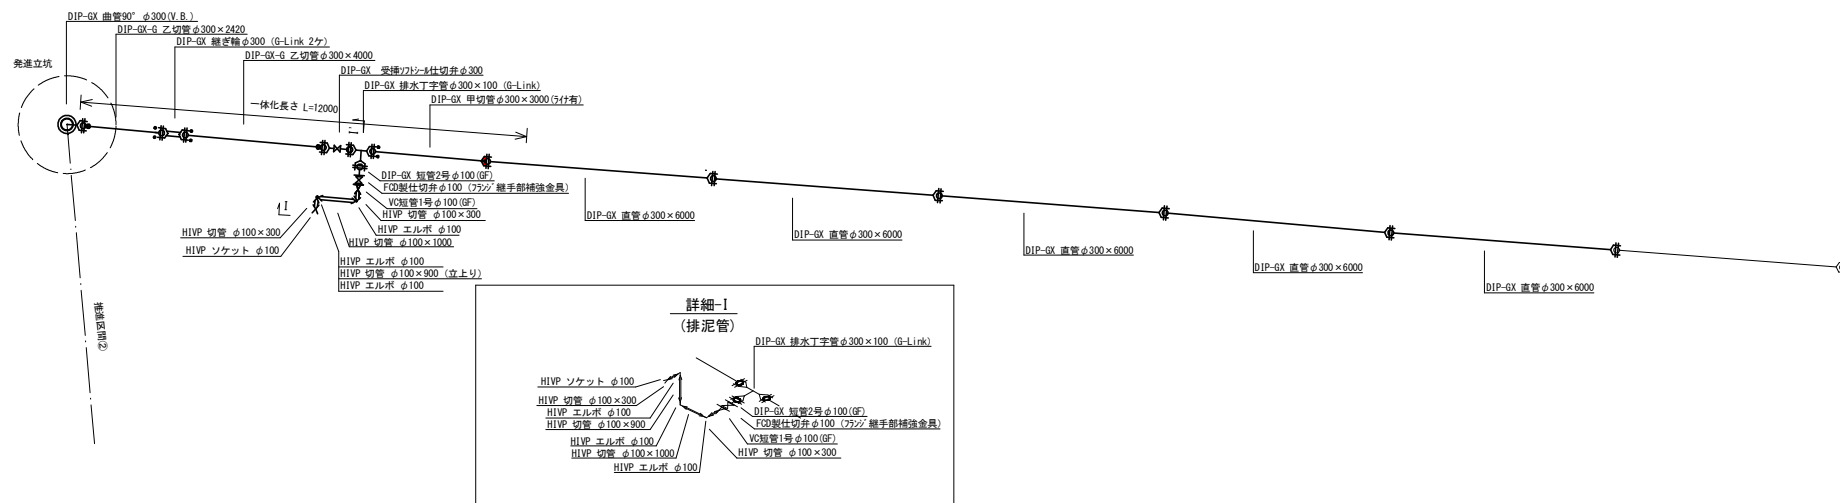 DIP-GX 曲管90° φ300(V.B.)
DIP-GX-G 乙切管φ300×2420
DIP-GX 継ぎ輪φ300 (G-Link 2ケ)
DIP-GX-G 乙切管φ300×4000
発進立坑
DIP-GX 受挿ソフトシール仕切弁φ300
DIP-GX 排水丁字管φ300×100 (G-Link)
DIP-GX 甲切管φ300×3000(ライナ有)
一体化長さ L=12000
I
DIP-GX 短管2号φ100(GF)
FCD製仕切弁φ100 (フランジ継手部補強金具)
VC短管1号φ100(GF)
HIVP 切管 φ100×300
HIVP エルボ φ100
HIVP 切管 φ100×1000
I
HIVP 切管 φ100×300
HIVP ソケット φ100
HIVP エルボ φ100
HIVP 切管 φ100×900 (立上り)
HIVP エルボ φ100
DIP-GX 直管φ300×6000
DIP-GX 直管φ300×6000
DIP-GX 直管φ300×6000
DIP-GX 直管φ300×6000
DIP-GX 直管φ300×6000
推進区間②
詳細-I
(排泥管)
DIP-GX 排水丁字管φ300×100 (G-Link)
HIVP ソケット φ100
HIVP 切管 φ100×300
HIVP エルボ φ100
HIVP 切管 φ100×900
HIVP エルボ φ100
HIVP 切管 φ100×1000
HIVP エルボ φ100
DIP-GX 短管2号φ100(GF)
FCD製仕切弁φ100 (フランジ継手部補強金具)
VC短管1号φ100(GF)
HIVP 切管 φ100×300